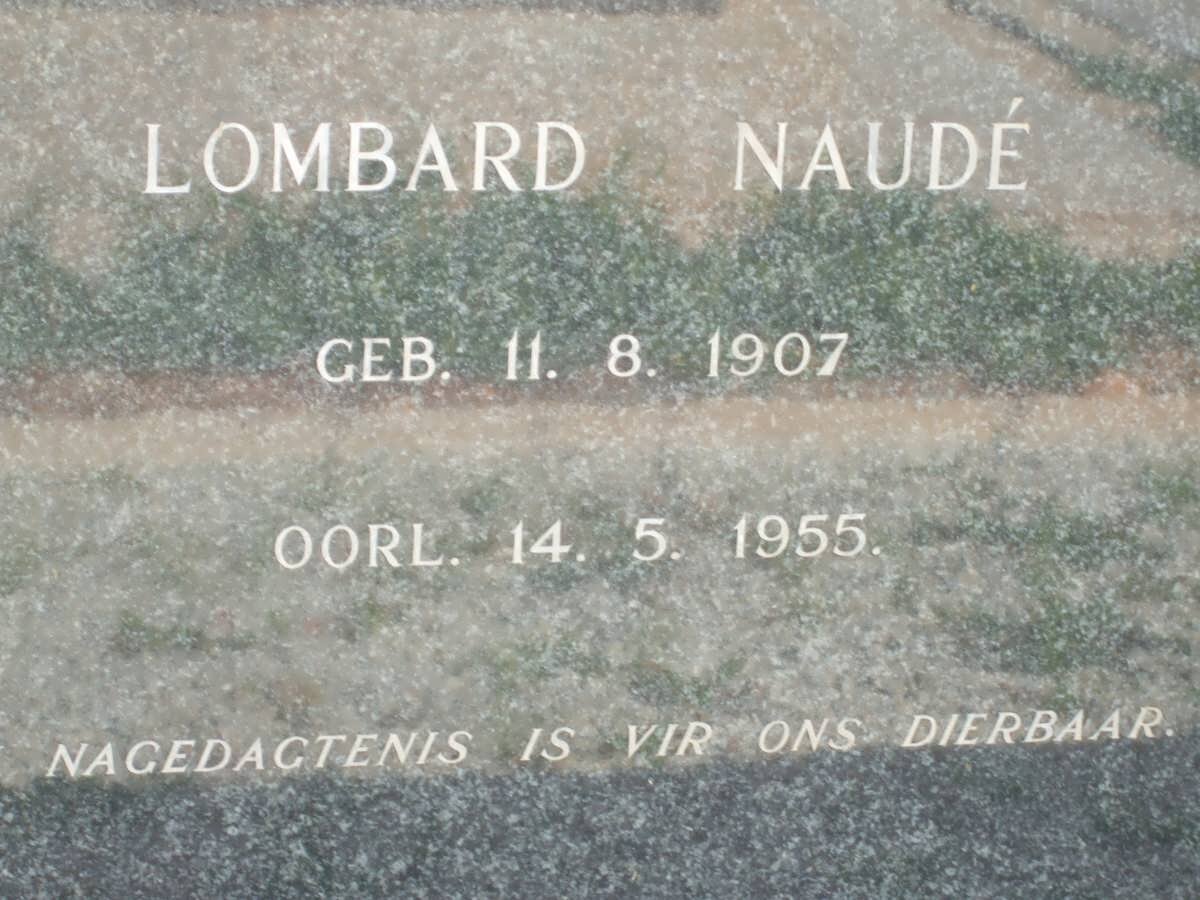 LOMBARD NAUDÉ
GEB. 11. 8. 1907
OORL. 14. 5. 1955.
NAGEDAGTENIS IS VIR ONS DIERBAAR.